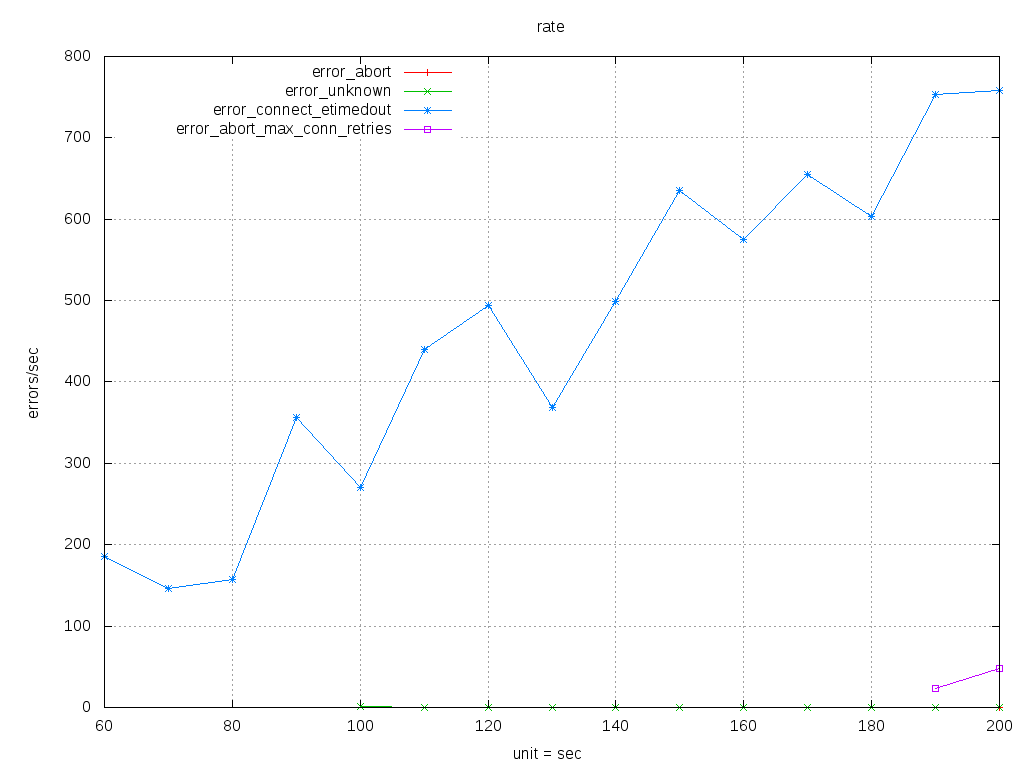 rate
800
error_abort
error_unknown
error_connect_etimedout
error_abort_max_conn_retries
700
600
500
400
300
200
100
0
errors/sec
60 80 100 120 140 160 180 200
unit = sec